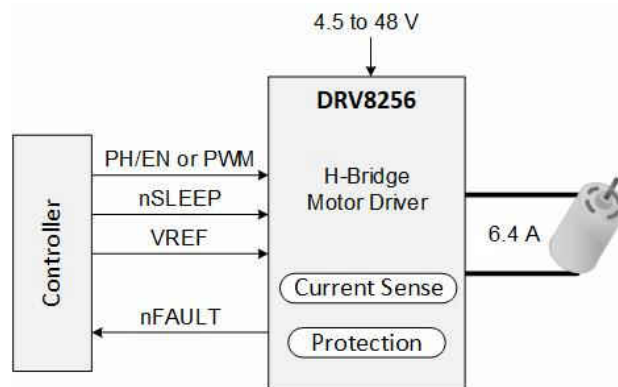 4.5 to 48 V
DRV8256
H-Bridge
Motor Driver
Controller
PH/EN or PWM
nSLEEP
VREF
nFAULT
6.4 A
Current Sense
Protection